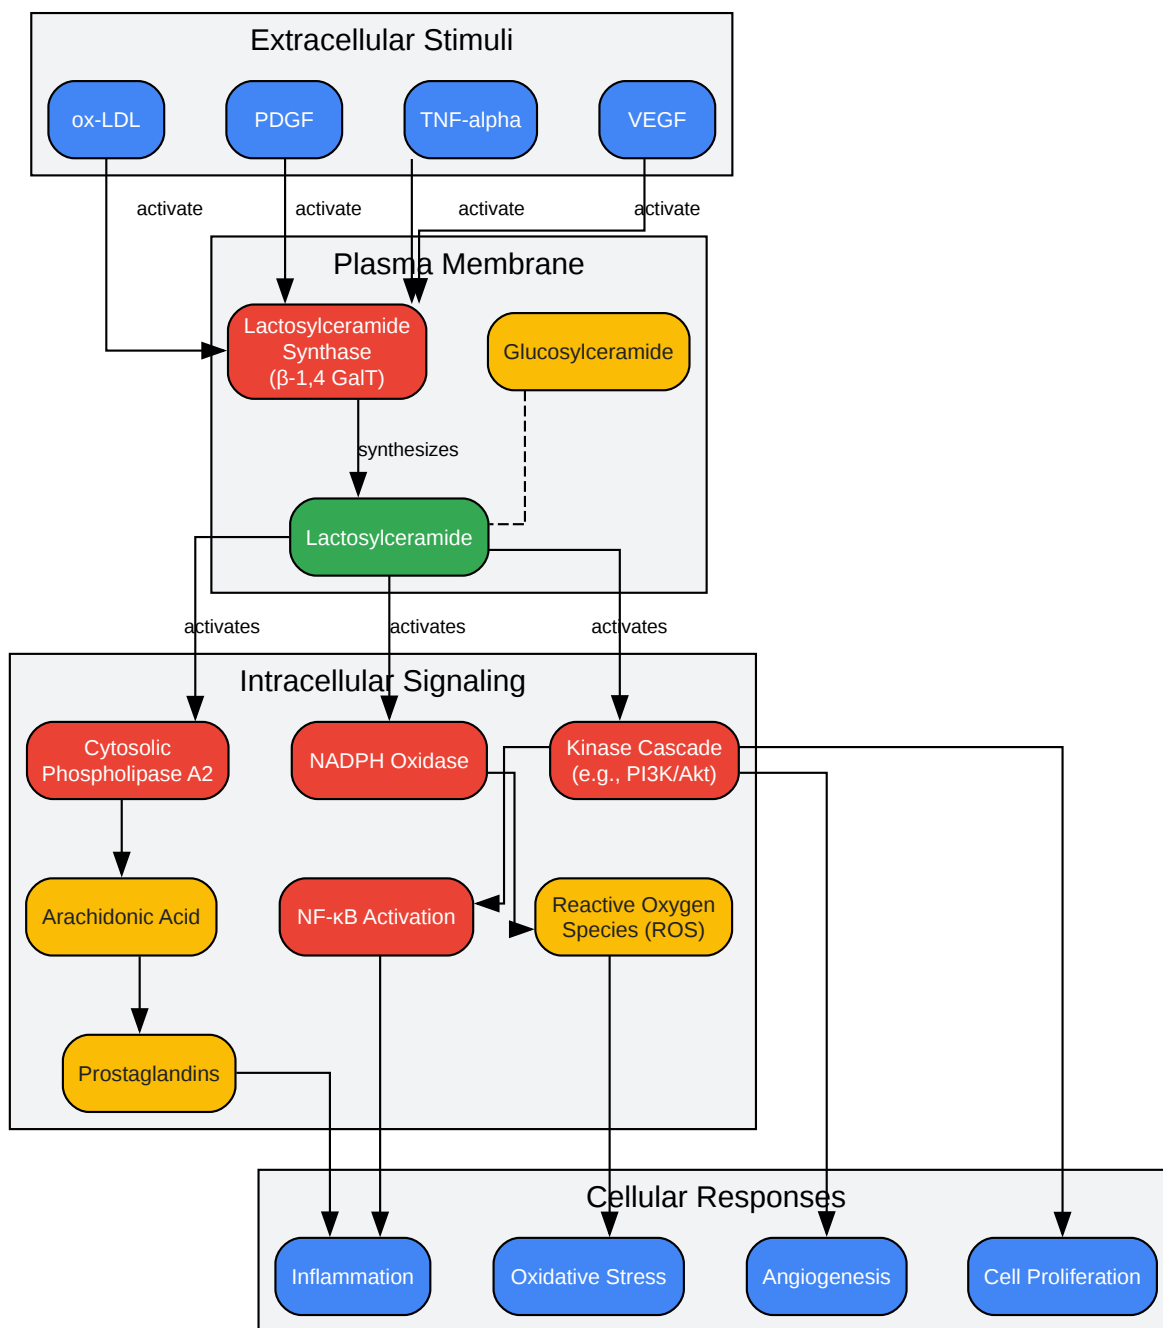 Extracellular Stimuli
ox-LDL
PDGF
TNF-alpha
VEGF
activate
activate
activate
activate
Plasma Membrane
Lactosylceramide
Synthase
(β-1,4 GalT)
Glucosylceramide
synthesizes
Lactosylceramide
activates
activates
activates
Intracellular Signaling
Cytosolic
Phospholipase A2
NADPH Oxidase
Kinase Cascade
(e.g., PI3K/Akt)
Arachidonic Acid
NF-κB Activation
Reactive Oxygen
Species (ROS)
Prostaglandins
Cellular Responses
Inflammation
Oxidative Stress
Angiogenesis
Cell Proliferation